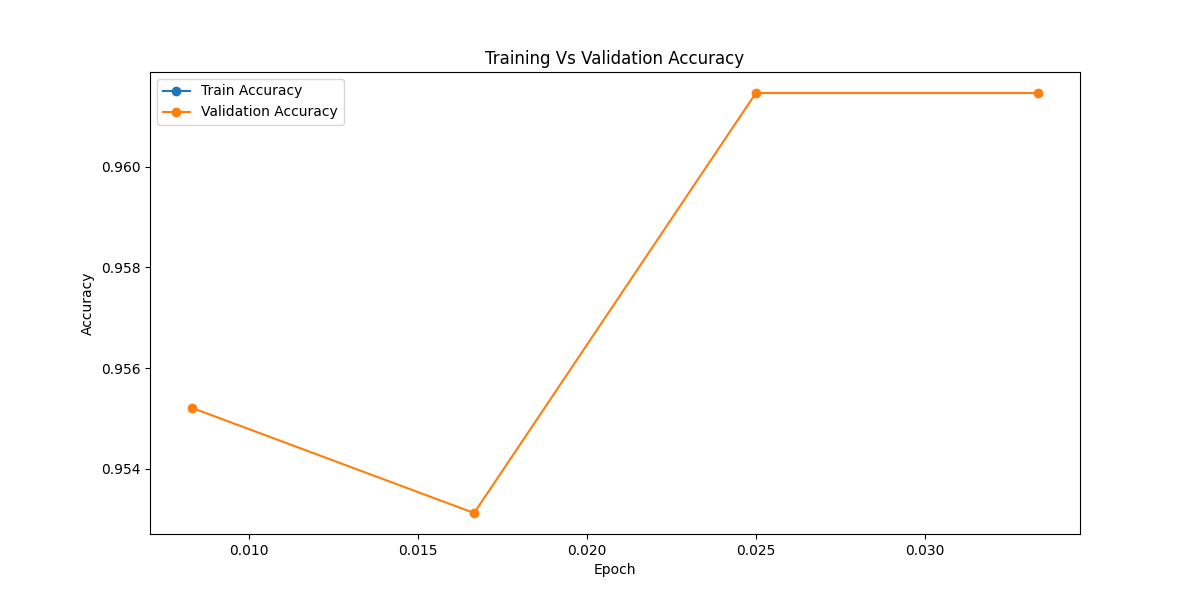 Training Vs Validation Accuracy
Train Accuracy
Validation Accuracy
0.960
0.958
0.956
0.954
Accuracy
0.010
0.015
0.020
0.025
0.030
Epoch